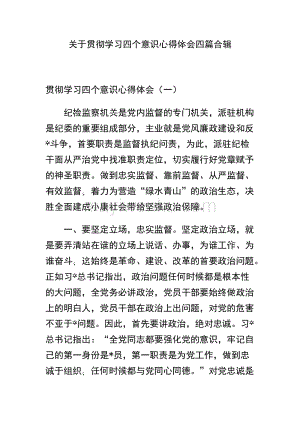 关于贯彻学习四个意识心得体会四篇合辑
贯彻学习四个意识心得体会（一）
纪检监察机关是党内监督的专门机关，派驻机
构是纪委的重要组成部分，主业就是党风廉政建设和反
*斗争，首要职责是监督执纪问责，为此，派驻纪检
干部从严治党中找准职责定位，切实履行好党章赋予
的神圣职责。做到忠实监督、靠前监督、从严监督、
有效监督，着力为营造“绿水青山”的政治生态，决
胜全面建成小康社会带给坚强政治保障。
一、要坚定立场，忠实监督。坚定政治立场，就
是要弄清站在谁的立场上说话、办事，为谁工作、为
谁奋斗、这始终是革命、建设、改革的首要政治问题。
正如习*总书记指出，政治问题任何时候都是根本性
的大问题，全党务必讲政治，党员干部要始终做政治
上的明白人，党员干部在政治上出问题，对党的危害
不亚于*问题。因此，首先要讲政治，绝对忠诚。习*
总书记指出：“全党同志都要强化党的意识，牢记自
己的第一身份是*员，第一职责是为党工作，做到忠
诚于组织，任何时候都与党同心同德。”对党忠诚是